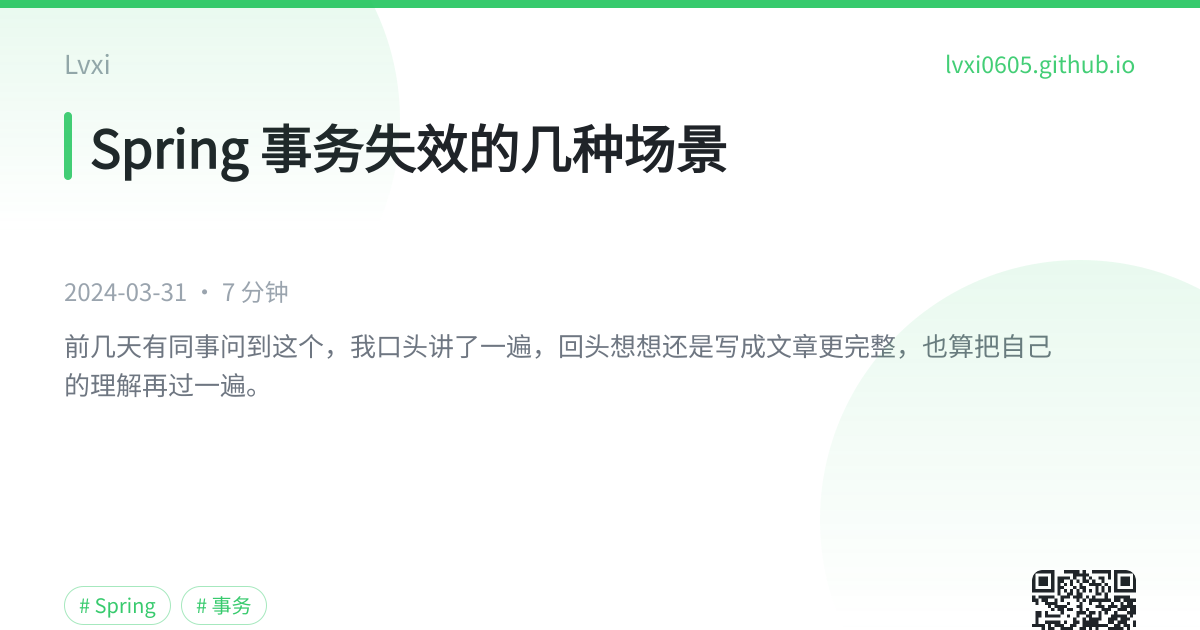 Lvxi
lvxi0605.github.io
Spring 事务失效的几种场景
2024-03-31 · 7 分钟
前几天有同事问到这个，我口头讲了一遍，回头想想还是写成文章更完整，也算把自己
的理解再过一遍。
# Spring
# 事务